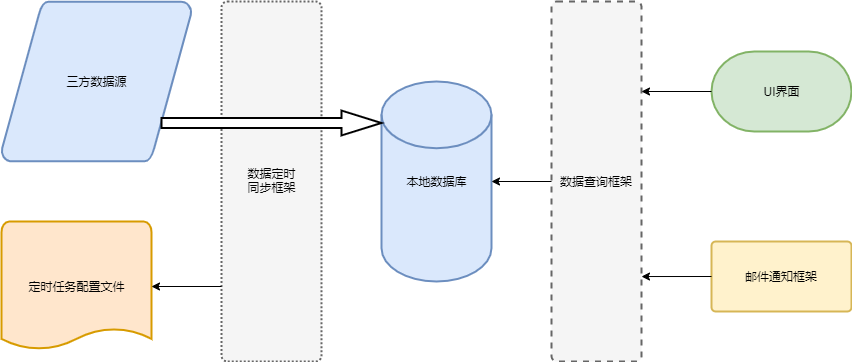 三方数据源
数据定时
同步框架
定时任务配置文件
本地数据库
数据查询框架
UI界面
邮件通知框架